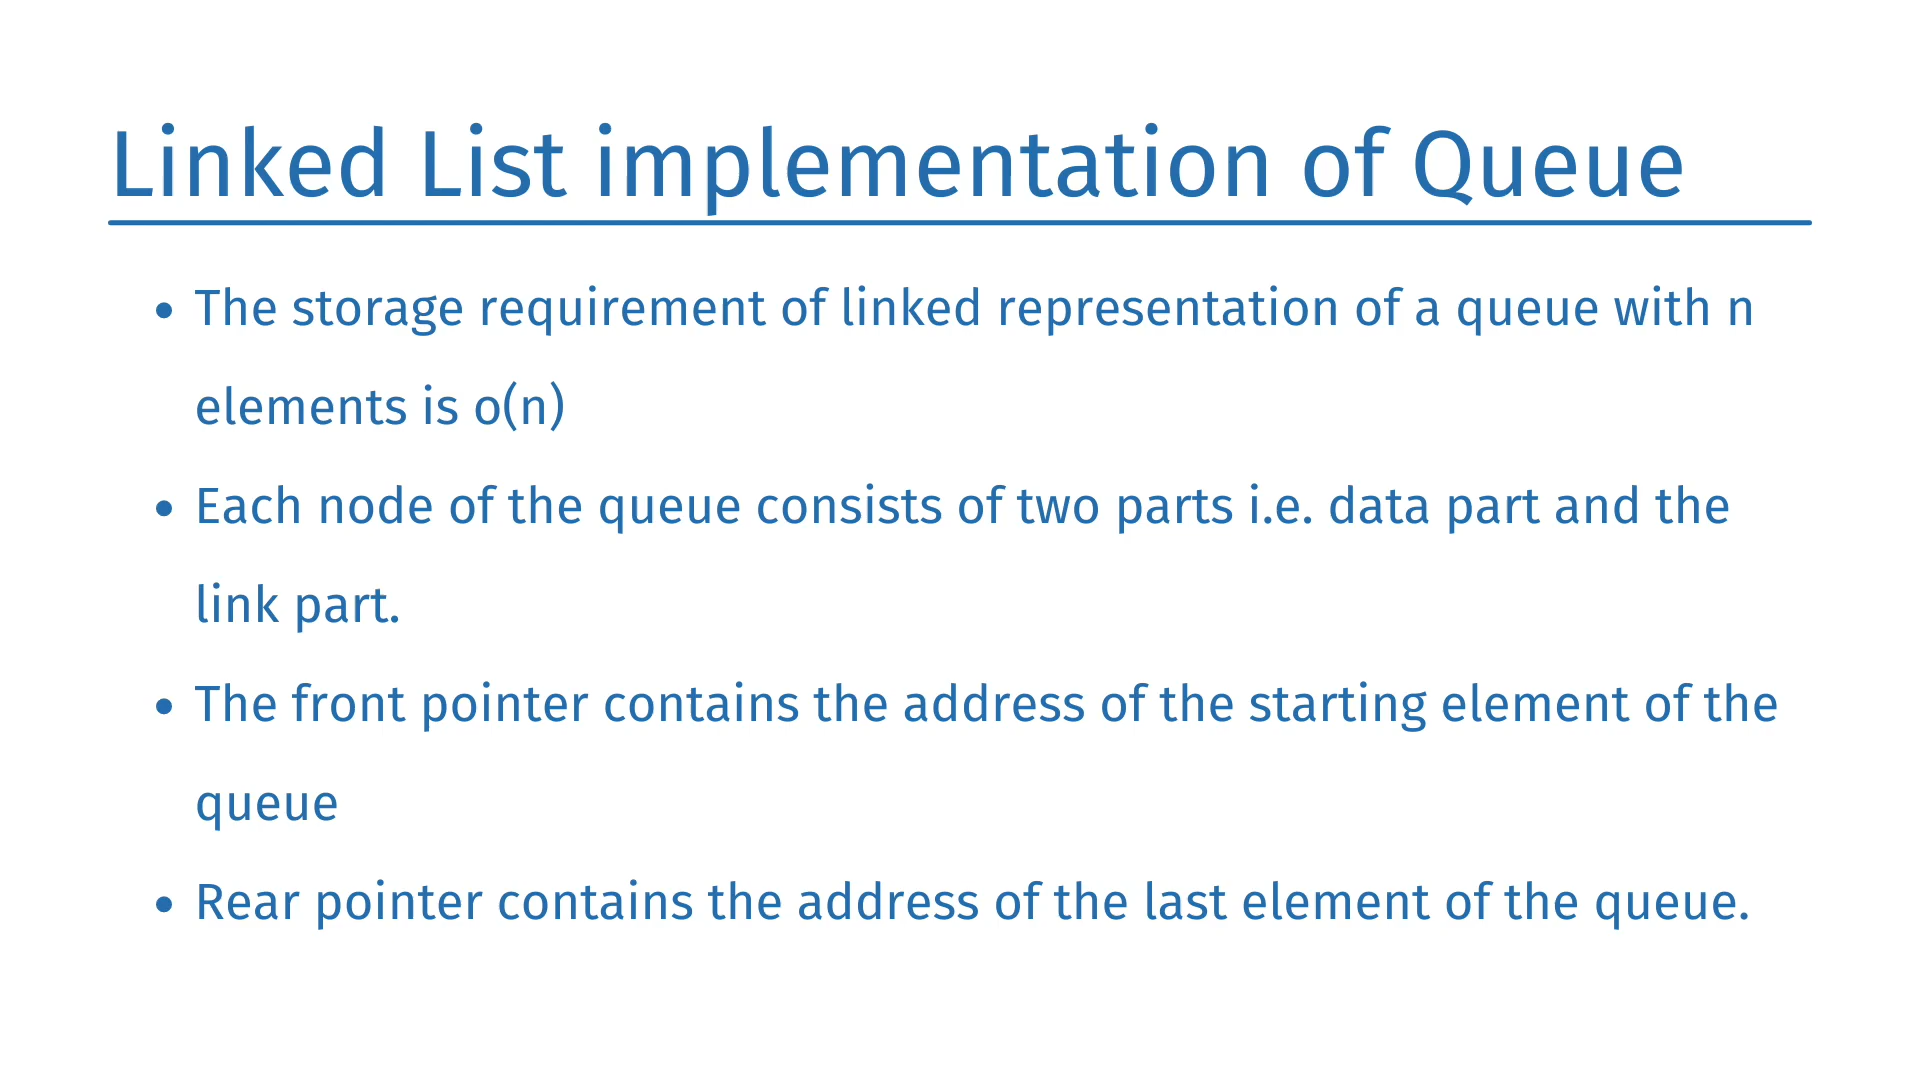 Linked List implementation of Queue
• The storage requirement of linked representation of a queue with n
elements is o(n)
• Each node of the queue consists of two parts i.e. data part and the
link part.
• The front pointer contains the address of the starting element of the
queue
• Rear pointer contains the address of the last element of the queue.